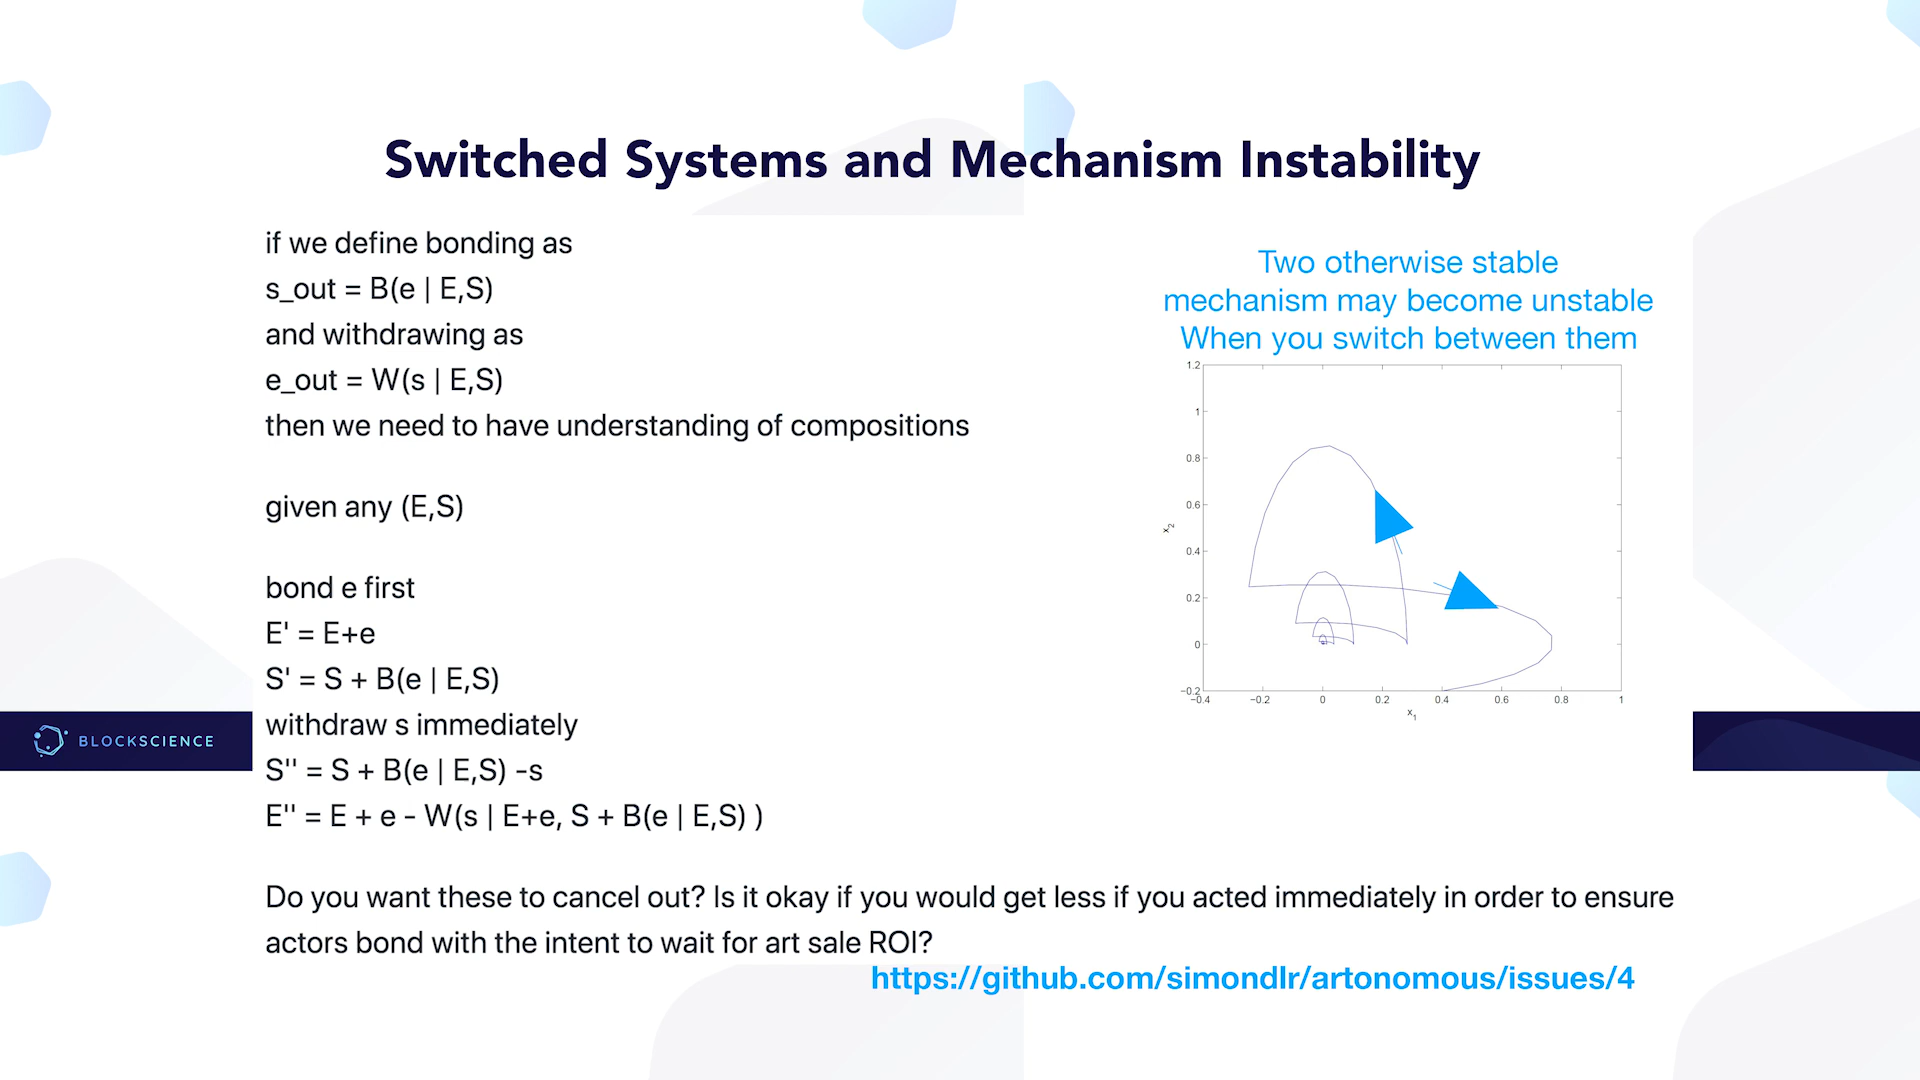 Switched Systems and Mechanism Instability
if we define bonding as
s_out = B(e | E,S)
and withdrawing as
e_out = W(s | E,S)
then we need to have understanding of compositions
given any (E,S)
bond e first
E' = E+e
S' = S + B(e | E,S)
withdraw s immediately
S'' = S + B(e | E,S) -s
E'' = E + e - W(s | E+e, S + B(e | E,S) )
Do you want these to cancel out? Is it okay if you would get less if you acted immediately in order to ensure
actors bond with the intent to wait for art sale ROI?
https://github.com/simondlr/artonomous/issues/4
Two otherwise stable
mechanism may become unstable
When you switch between them
1.2
1
0.8
0.6
0.4
0.2
0
−0.2
x2
−0.4 −0.2 0 0.2 0.4 0.6 0.8 1
x1
BLOCKSCIENCE